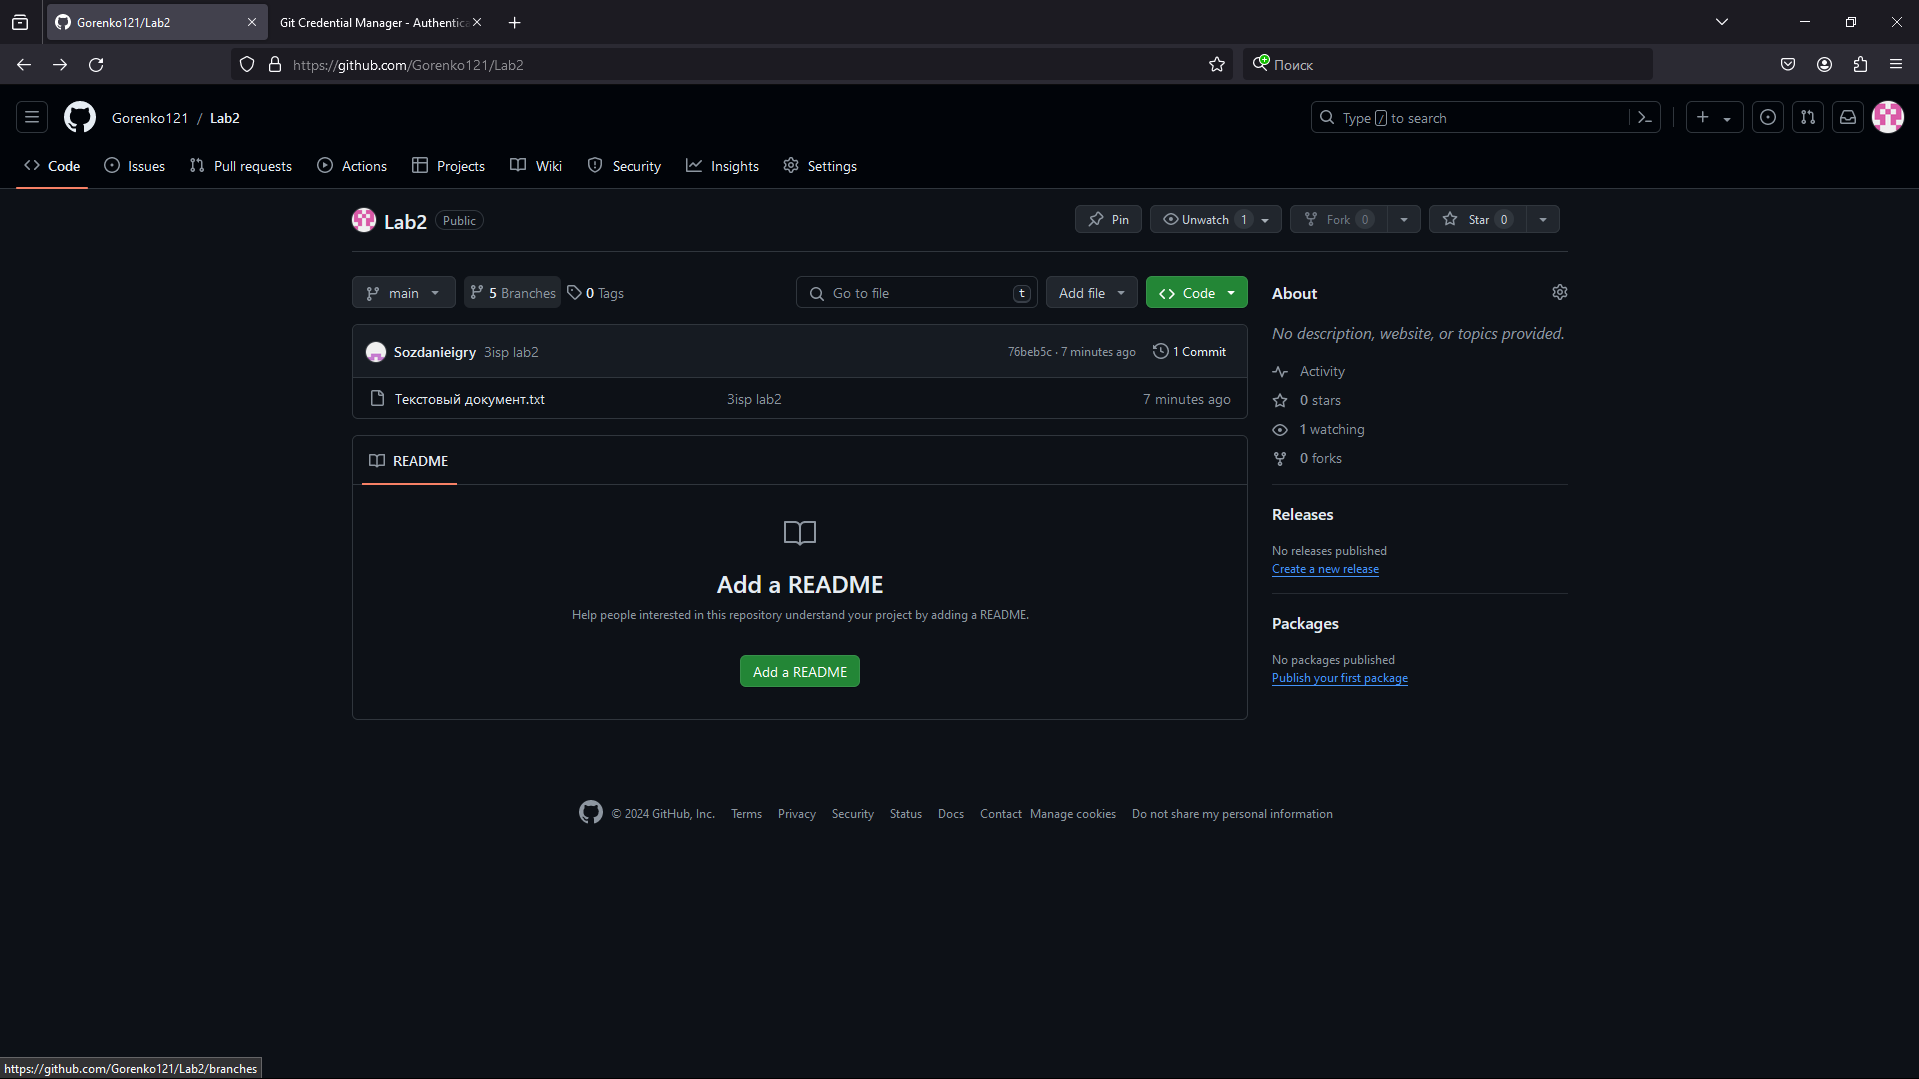 Gorenko121/Lab2
Git Credential Manager - Authentica
https://github.com/Gorenko121/Lab2
Поиск
Gorenko121 / Lab2
Type / to search
Code
Issues
Pull requests
Actions
Projects
Wiki
Security
Insights
Settings
Lab2
Public
Pin
Unwatch 1
Fork 0
Star 0
main
5 Branches
0 Tags
Go to file
t
Add file
Code
Sozdanieigry 3isp lab2
76beb5c · 7 minutes ago
1 Commit
Текстовый документ.txt
3isp lab2
7 minutes ago
README
Add a README
Help people interested in this repository understand your project by adding a README.
Add a README
About
No description, website, or topics provided.
Activity
0 stars
1 watching
0 forks
Releases
No releases published
Create a new release
Packages
No packages published
Publish your first package
© 2024 GitHub, Inc.
Terms
Privacy
Security
Status
Docs
Contact
Manage cookies
Do not share my personal information
https://github.com/Gorenko121/Lab2/branches